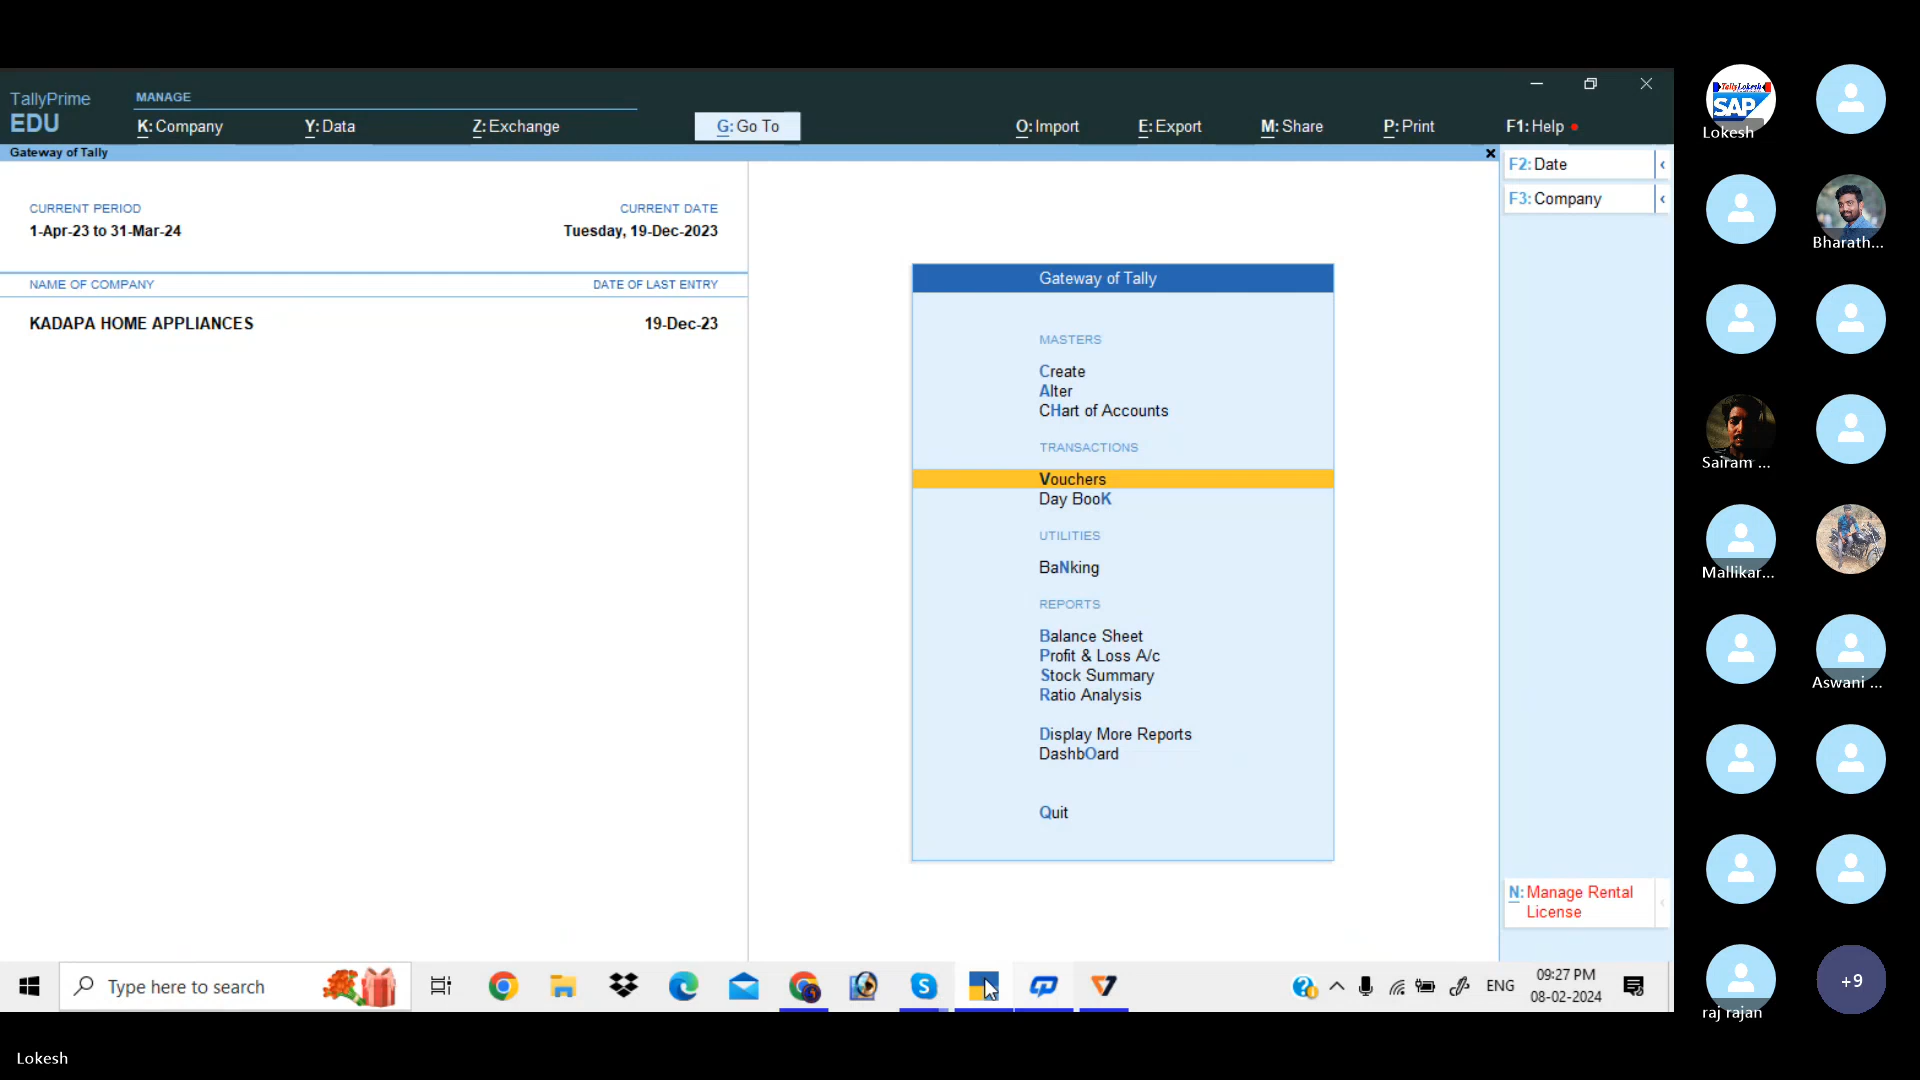 TallyPrime
EDU
MANAGE
K: Company
Y: Data
Z: Exchange
G: Go To
O: Import
E: Export
M: Share
P: Print
F1: Help
Gateway of Tally
F2: Date
F3: Company
CURRENT PERIOD
CURRENT DATE
1-Apr-23 to 31-Mar-24
Tuesday, 19-Dec-2023
NAME OF COMPANY
DATE OF LAST ENTRY
KADAPA HOME APPLIANCES
19-Dec-23
Gateway of Tally
MASTERS
Create
Alter
CHart of Accounts
TRANSACTIONS
Vouchers
Day BooK
UTILITIES
BaNking
REPORTS
Balance Sheet
Profit & Loss A/c
Stock Summary
Ratio Analysis
Display More Reports
DashbOard
Quit
N: Manage Rental
License
Type here to search
ENG
09:27 PM
08-02-2024
Tally Lokesh
SAP
Lokesh
Bharath...
Sairam ...
Mallikar...
Aswani ...
raj rajan
+9
Lokesh